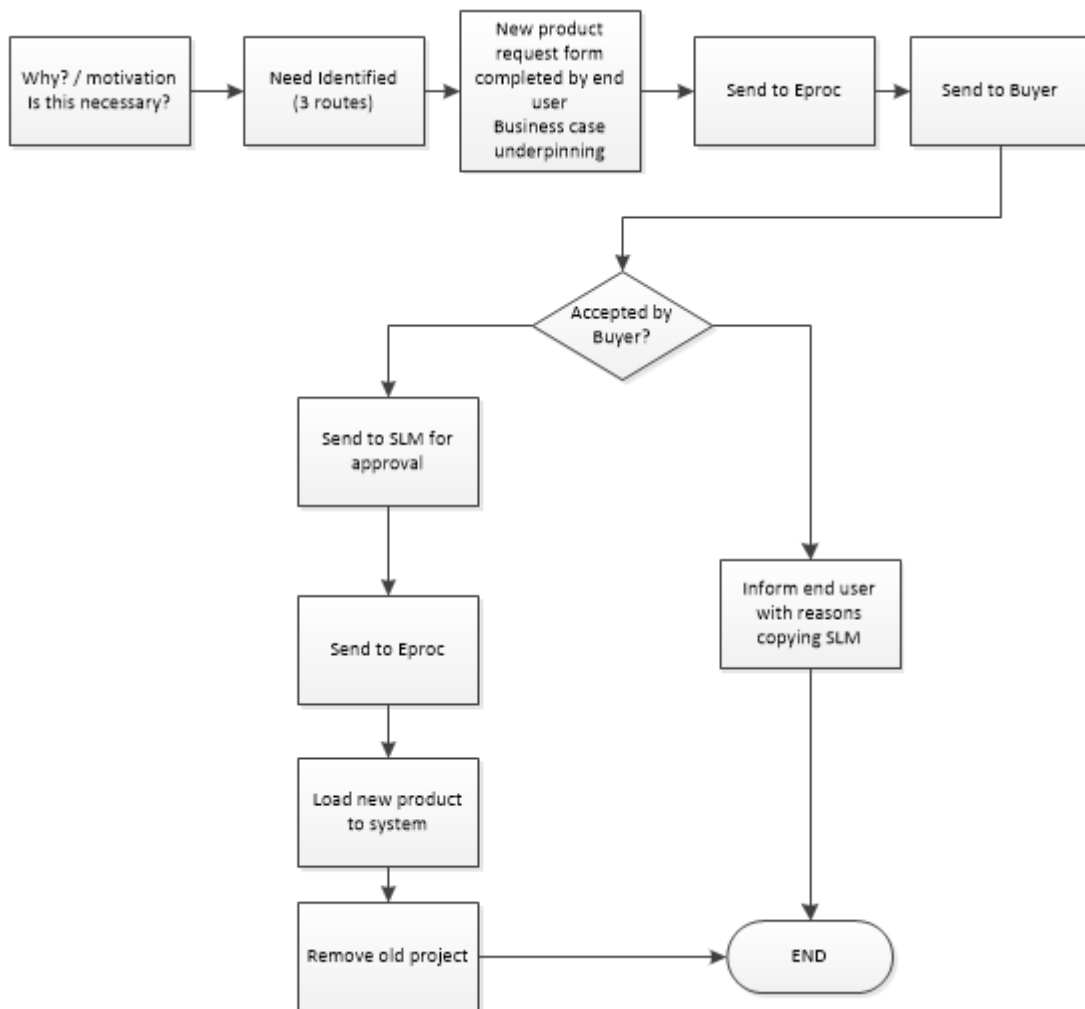 Why? / motivation
Is this necessary?
Need Identified
(3 routes)
New product
request form
completed by end
user
Business case
underpinning
Send to Eproc
Send to Buyer
Accepted by
Buyer?
Send to SLM for
approval
Send to Eproc
Load new product
to system
Remove old project
Inform end user
with reasons
copying SLM
END